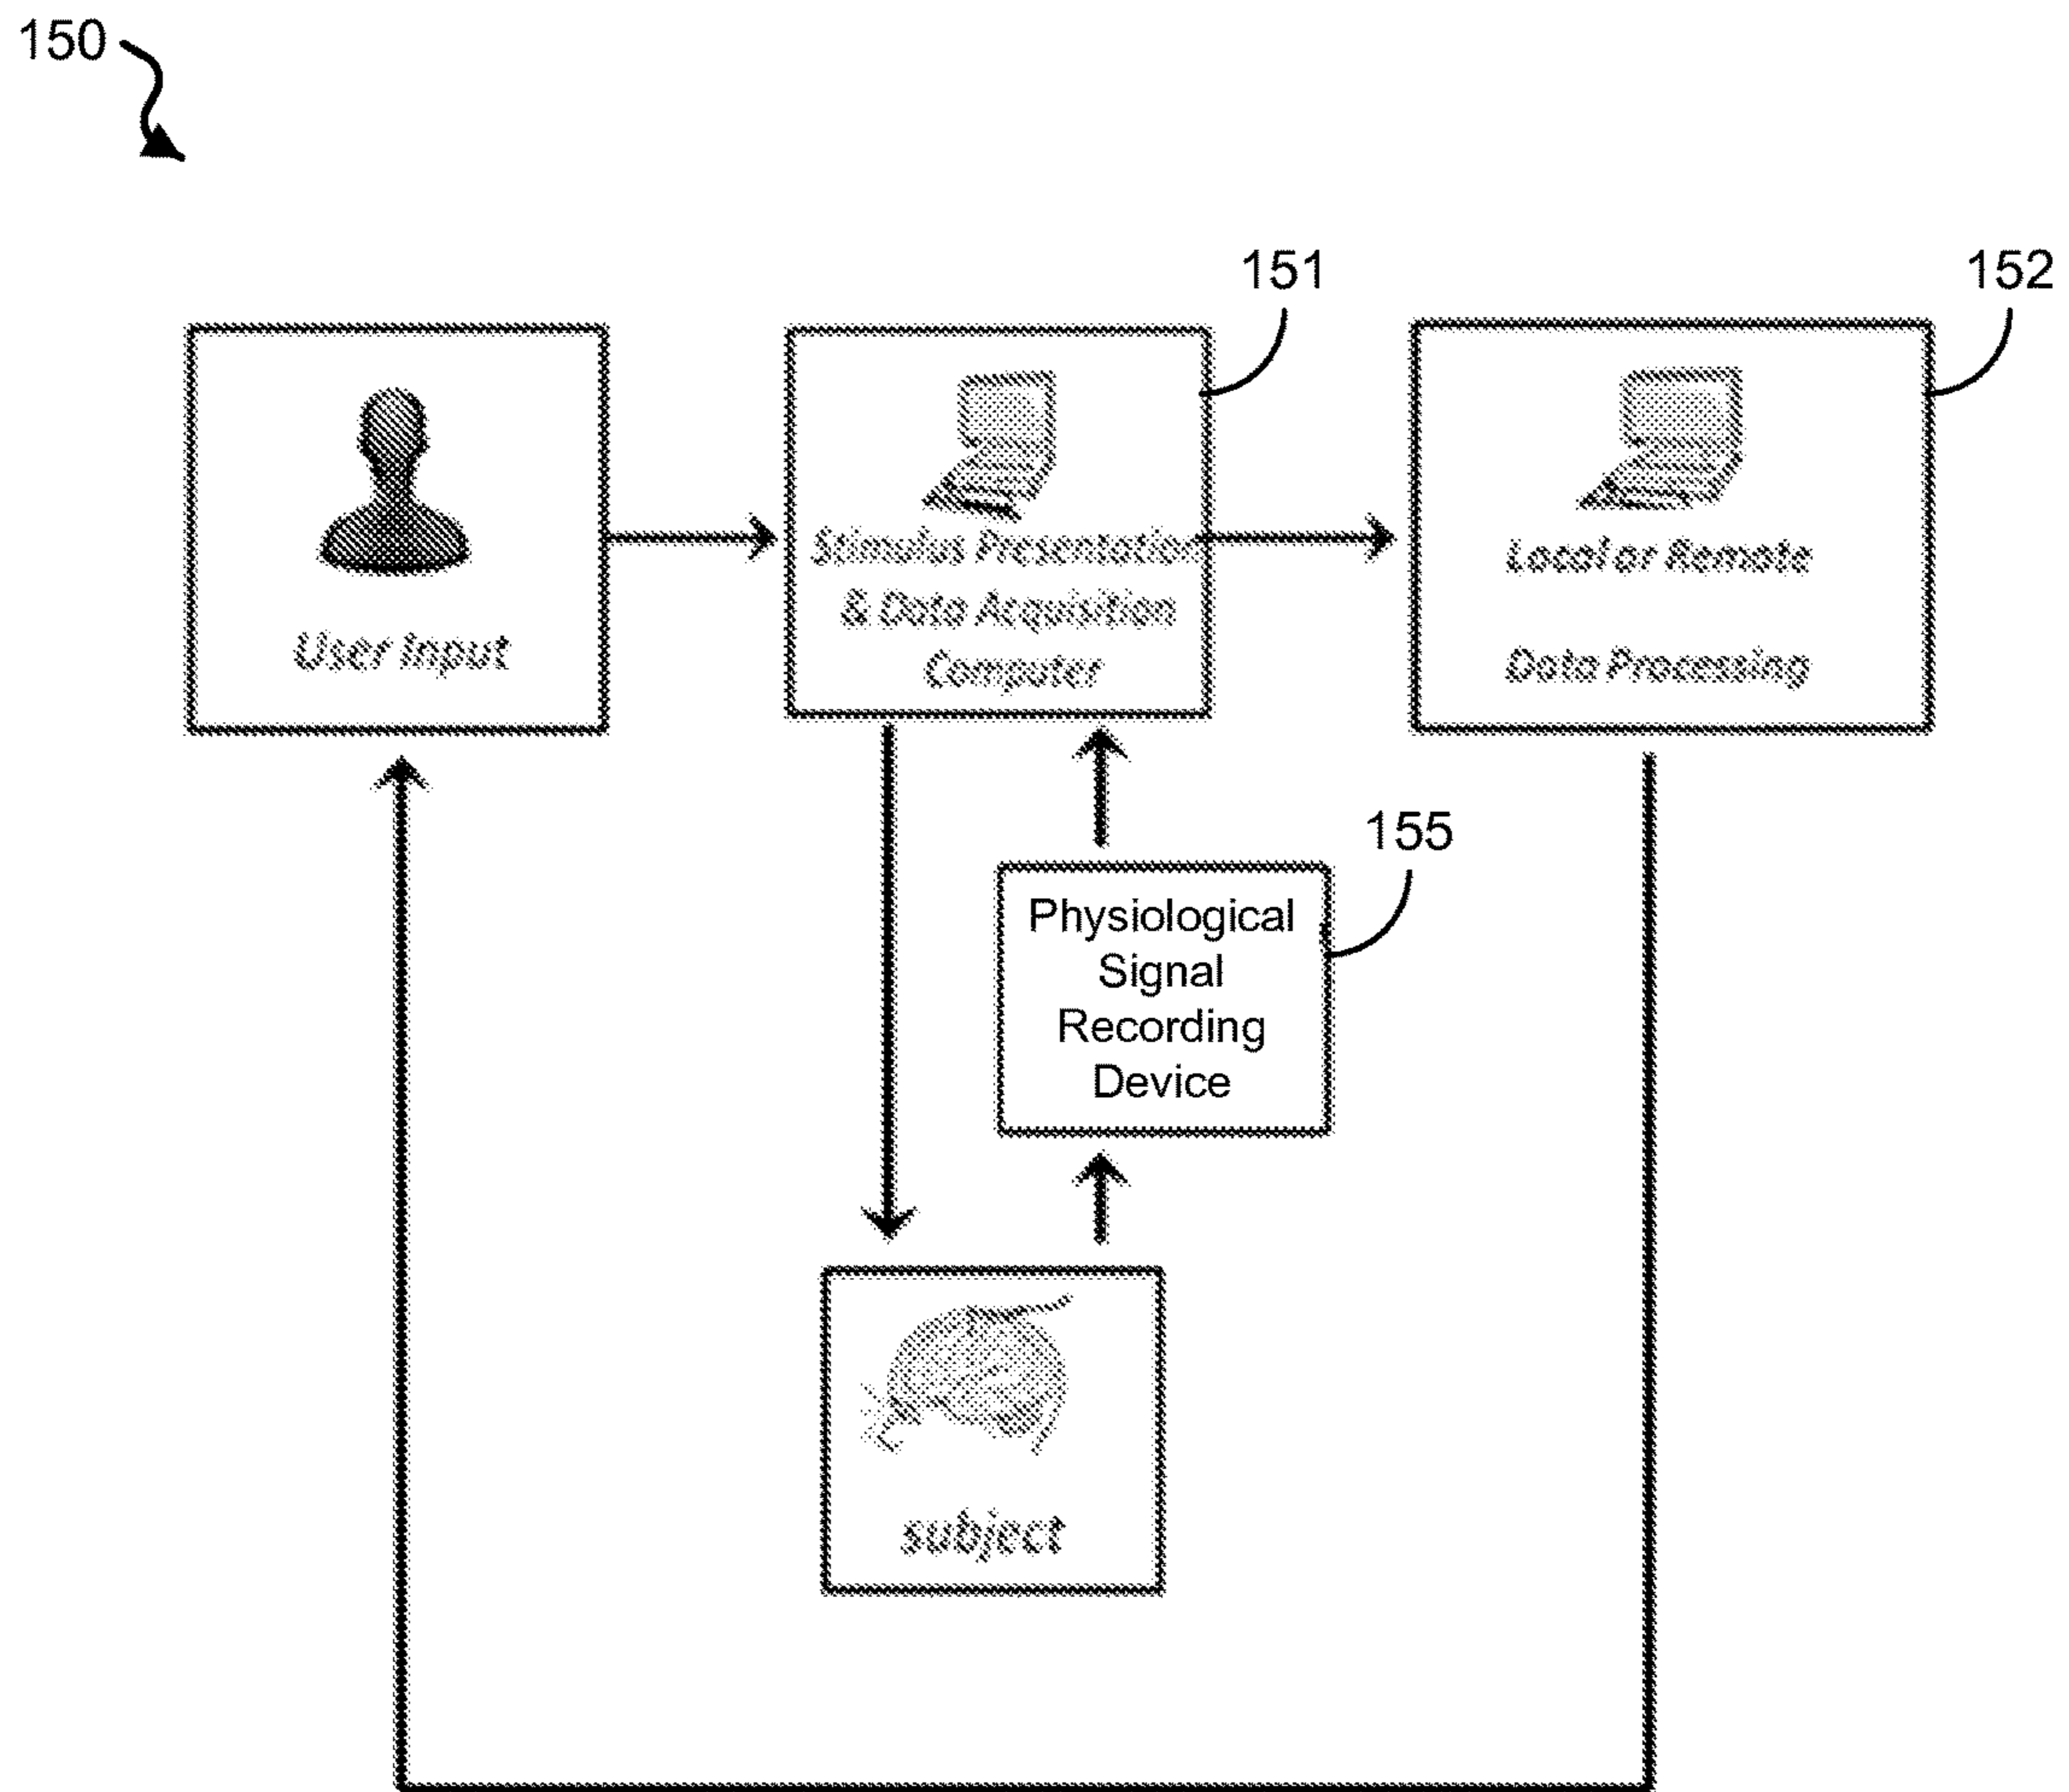 150
151
152
User Input
Stimulus Presentation
& Data Acquisition
Computer
Local or Remote
Data Processing
155
Physiological
Signal
Recording
Device
subject